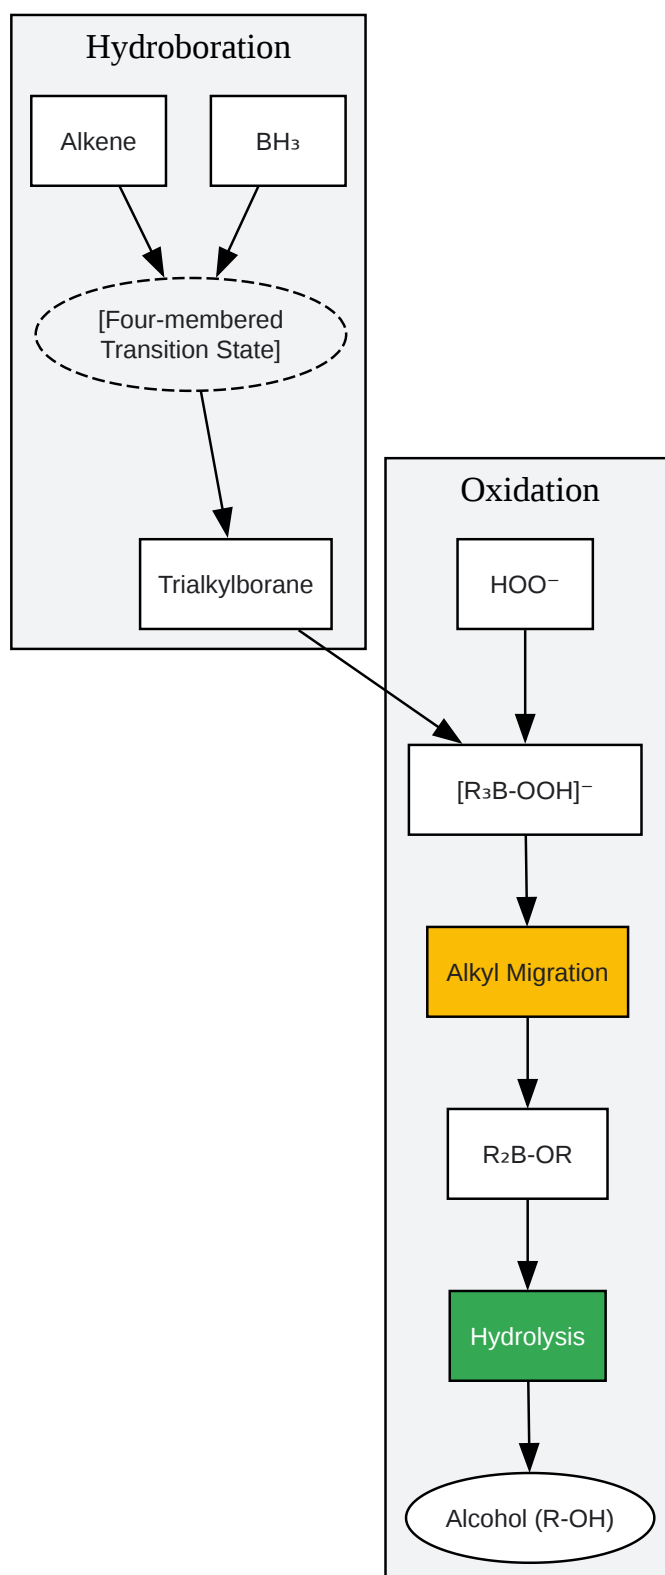 Hydroboration
Alkene
BH₃
[Four-membered
Transition State]
Trialkylborane
Oxidation
HOO⁻
[R₃B-OOH]⁻
Alkyl Migration
R₂B-OR
Hydrolysis
Alcohol (R-OH)